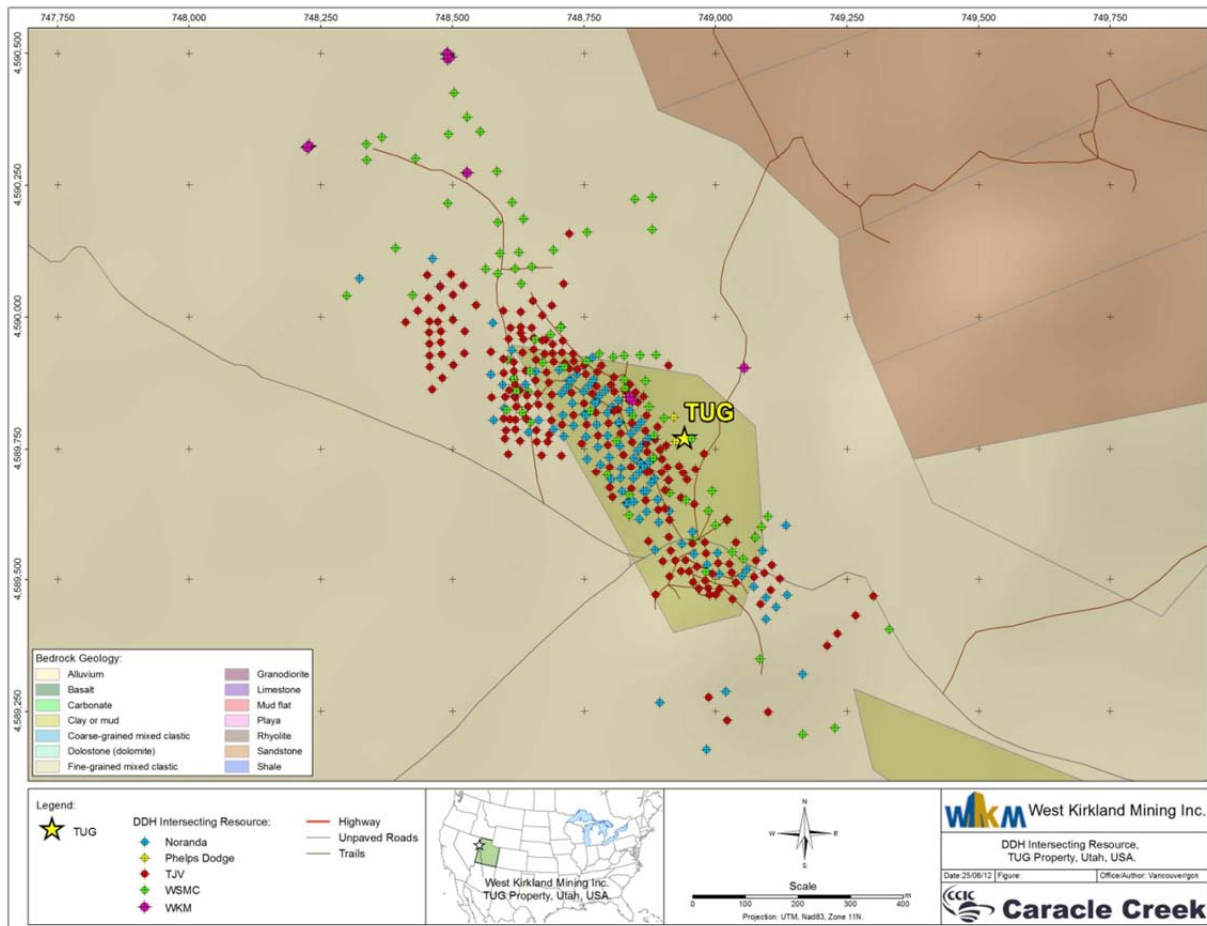 747,750 748,000 748,250 748,500 748,750 749,000 749,250 749,500 749,750
4,590,500
4,590,250
4,590,000
4,589,750
4,589,500
4,589,250
TUG
Bedrock Geology:
Alluvium
Basalt
Carbonate
Clay or mud
Coarse-grained mixed clastic
Dolostone (dolomite)
Fine-grained mixed clastic
Granodiorite
Limestone
Mud flat
Playa
Rhyolite
Sandstone
Shale
Legend:
TUG
DDH Intersecting Resource:
Noranda
Phelps Dodge
TJV
WSMC
WKM
Highway
Unpaved Roads
Trails
West Kirkland Mining Inc.
TUG Property, Utah, USA.
N
W E
S
Scale
0 100 200 300 400 m
Projection: UTM, Nad83, Zone 11N.
WKM West Kirkland Mining Inc.
DDH Intersecting Resource,
TUG Property, Utah, USA.
Date:25/06/12 Figure: Office/Author: Vancouver/gcn
CCIC
Caracle Creek